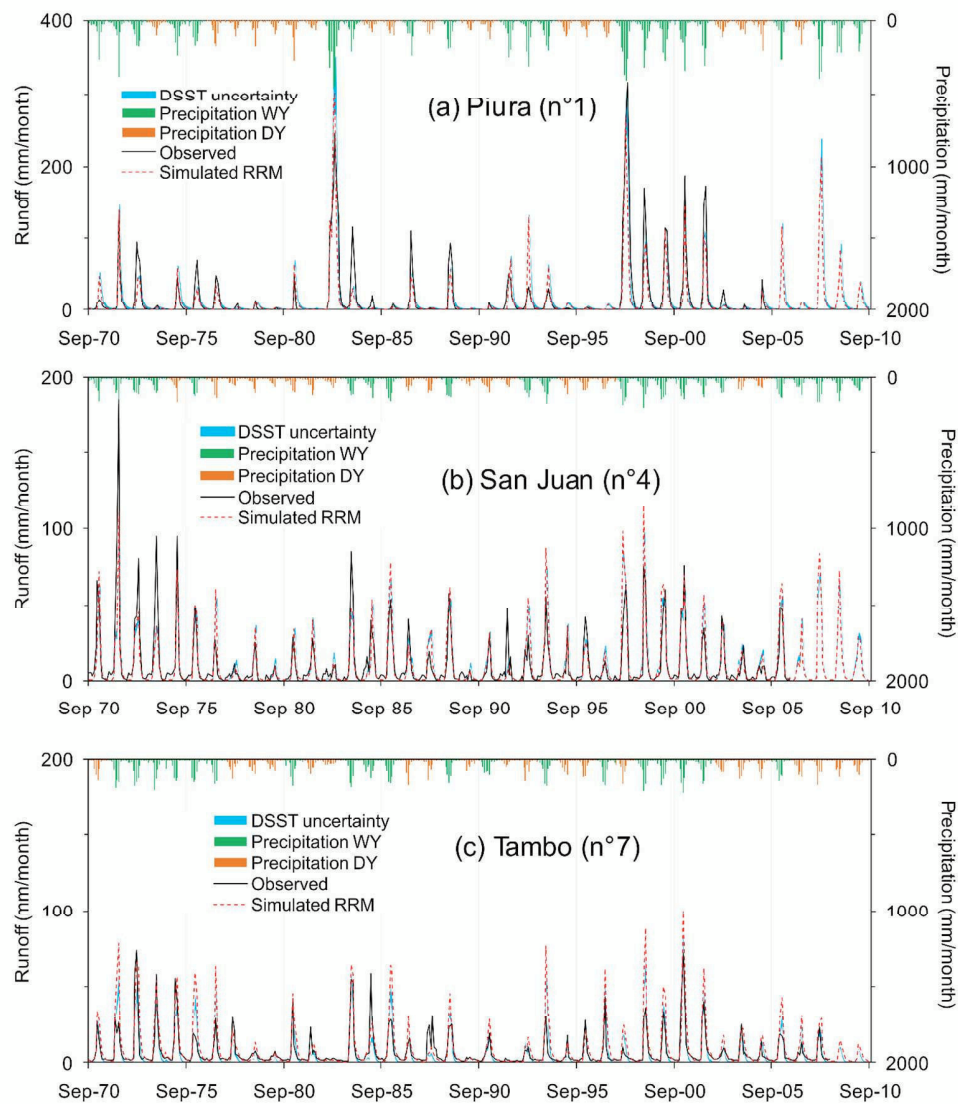 400
300
200
100
0
Runoff (mm/month)
0
1000
2000
Precipitation (mm/month)
DSST uncertainty
Precipitation WY
Precipitation DY
Observed
Simulated RRM
(a) Piura (n°1)
Sep-70 Sep-75 Sep-80 Sep-85 Sep-90 Sep-95 Sep-00 Sep-05 Sep-10
200
100
0
Runoff (mm/month)
0
1000
2000
Precipitaion (mm/month)
DSST uncertainty
Precipitation WY
Precipitation DY
Observed
Simulated RRM
(b) San Juan (n°4)
Sep 70 Sep 75 Sep 80 Sep 85 Sep 90 Sep 95 Sep 00 Sep 05 Sep 10
200
100
0
Runoff (mm/month)
0
1000
2000
Precipitation (mm/month)
DSST uncertainty
Precipitation WY
Precipitation DY
Observed
Simulated RRM
(c) Tambo (n°7)
Sep-70 Sep-75 Sep-80 Sep-85 Sep-90 Sep-95 Sep-00 Sep-05 Sep-10